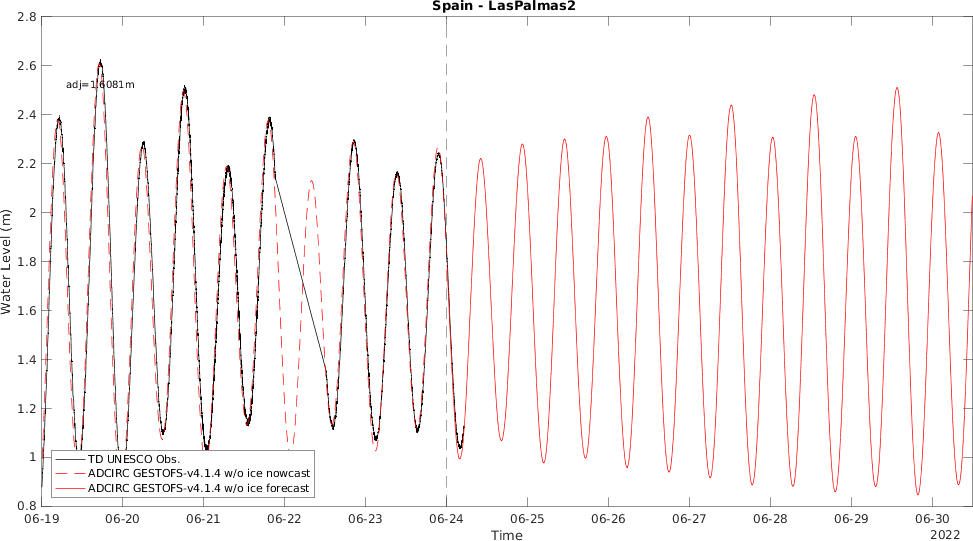 Spain - LasPalmas2
2.8
2.6
2.4
2.2
2
1.8
1.6
1.4
1.2
1
0.8
Water Level (m)
adj=1.6081m
TD UNESCO Obs.
ADCIRC GESTOFS-v4.1.4 w/o ice nowcast
ADCIRC GESTOFS-v4.1.4 w/o ice forecast
06-19 06-20 06-21 06-22 06-23 06-24 06-25 06-26 06-27 06-28 06-29 06-30
Time
2022